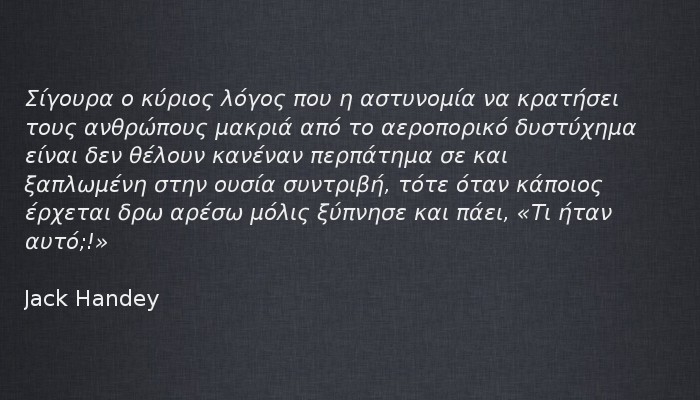 Σίγουρα ο κύριος λόγος που η αστυνομία να κρατήσει
τους ανθρώπους μακριά από το αεροπορικό δυστύχημα
είναι δεν θέλουν κανέναν περπάτημα σε και
ξαπλωμένη στην ουσία συντριβή, τότε όταν κάποιος
έρχεται δρω αρέσω μόλις ξύπνησε και πάει, «Τι ήταν
αυτό;!»
Jack Handey